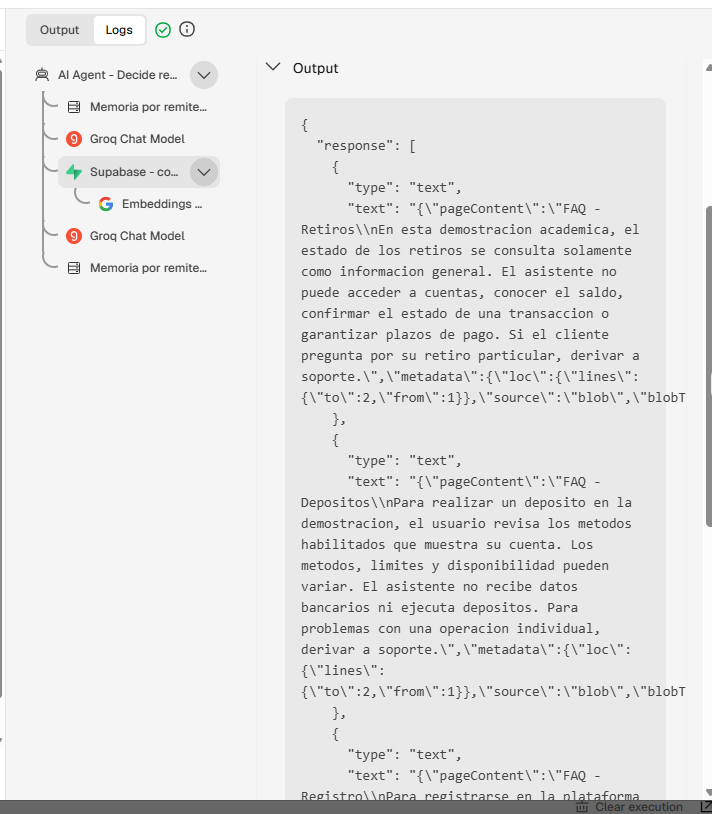 Output
Logs
AI Agent - Decide re...
Memoria por remite...
Groq Chat Model
Supabase - co...
Embeddings ...
Groq Chat Model
Memoria por remite...
Output
{
"response": [
{
"type": "text",
"text": "{\"pageContent\":\"FAQ -
Retiros\\nEn esta demostracion academica, el
estado de los retiros se consulta solamente
como informacion general. El asistente no
puede acceder a cuentas, conocer el saldo,
confirmar el estado de una transaccion o
garantizar plazos de pago. Si el cliente
pregunta por su retiro particular, derivar a
soporte.\",\"metadata\":{\"loc\":{\"lines\":
{\"to\":2,\"from\":1}},\"source\":\"blob\",\"blobT
},
{
"type": "text",
"text": "{\"pageContent\":\"FAQ -
Depositos\\nPara realizar un deposito en la
demostracion, el usuario revisa los metodos
habilitados que muestra su cuenta. Los
metodos, limites y disponibilidad pueden
variar. El asistente no recibe datos
bancarios ni ejecuta depositos. Para
problemas con una operacion individual,
derivar a soporte.\",\"metadata\":{\"loc\":
{\"lines\":
{\"to\":2,\"from\":1}},\"source\":\"blob\",\"blobT
},
{
"type": "text",
"text": "{\"pageContent\":\"FAQ -
Registro\\nPara registrarse en la plataforma
Clear execution